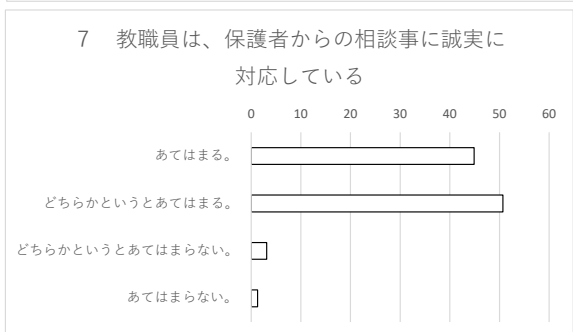 7　教職員は、保護者からの相談事に誠実に
対応している
0 10 20 30 40 50 60
あてはまる。
どちらかというとあてはまる。
どちらかというとあてはまらない。
あてはまらない。